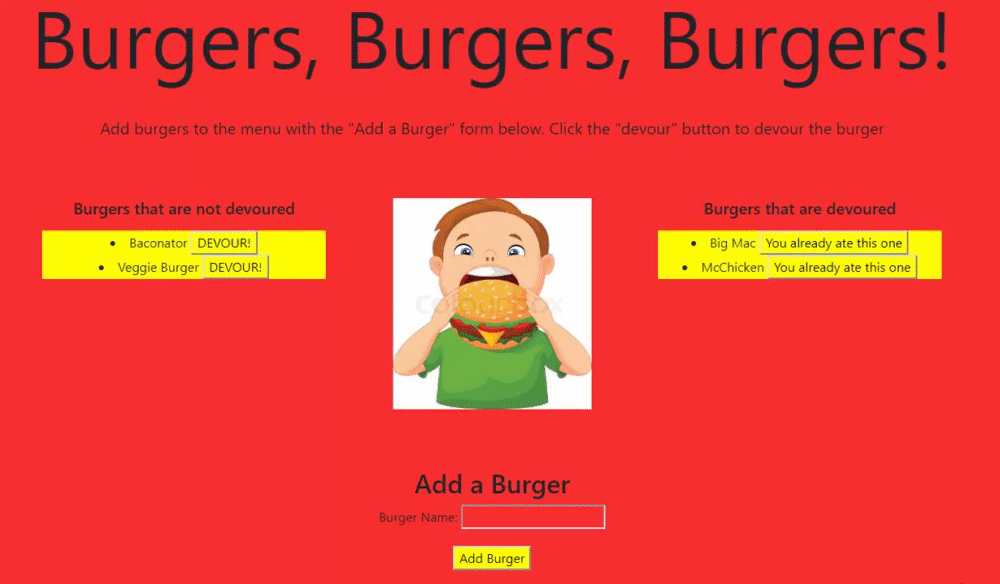 Burgers, Burgers, Burgers!
Add burgers to the menu with the "Add a Burger" form below. Click the "devour" button to devour the burger
Burgers that are not devoured
Baconator DEVOUR!
Veggie Burger DEVOUR!
Burgers that are devoured
Big Mac You already ate this one
McChicken You already ate this one
Add a Burger
Burger Name:
Add Burger